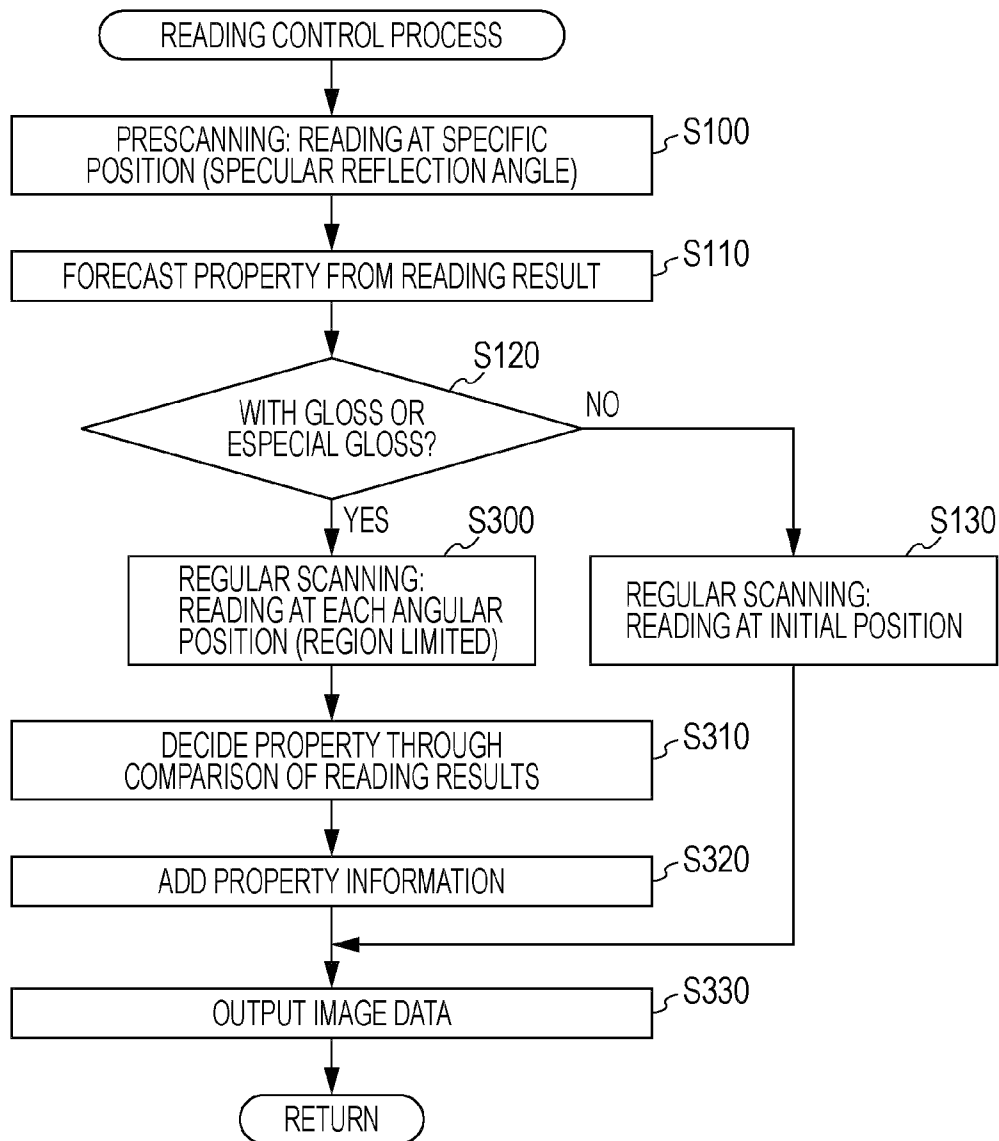 READING CONTROL PROCESS
PRESCANNING: READING AT SPECIFIC
POSITION (SPECULAR REFLECTION ANGLE)
S100
FORECAST PROPERTY FROM READING RESULT
S110
S120
WITH GLOSS OR
ESPECIAL GLOSS?
NO
YES
S300
REGULAR SCANNING:
READING AT EACH ANGULAR
POSITION (REGION LIMITED)
S130
REGULAR SCANNING:
READING AT INITIAL POSITION
DECIDE PROPERTY THROUGH
COMPARISON OF READING RESULTS
S310
ADD PROPERTY INFORMATION
S320
OUTPUT IMAGE DATA
S330
RETURN